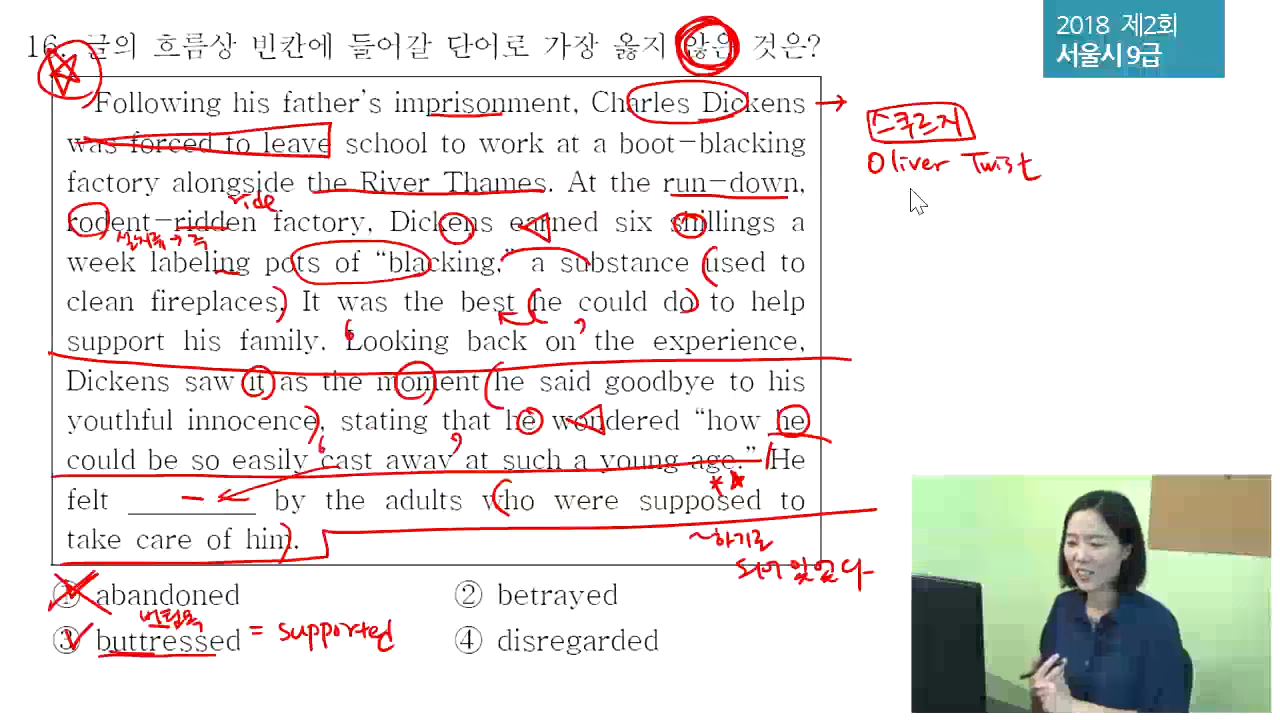 2018 제2회
서울시 9급
16. 글의 흐름상 빈칸에 들어갈 단어로 가장 옳지 않은 것은?
Following his father's imprisonment, Charles Dickens
was forced to leave school to work at a boot-blacking
factory alongside the River Thames. At the run-down,
rodent-ridden factory, Dickens earned six shillings a
week labeling pots of "blacking," a substance used to
clean fireplaces. It was the best he could do to help
support his family. Looking back on the experience,
Dickens saw it as the moment he said goodbye to his
youthful innocence, stating that he wondered "how he
could be so easily cast away at such a young age." He
felt ________ by the adults who were supposed to
take care of him.
스쿠르지
Oliver Twist
ride
~하기로
되어 있었다
① abandoned
② betrayed
버팀목
③ buttressed = supported
④ disregarded